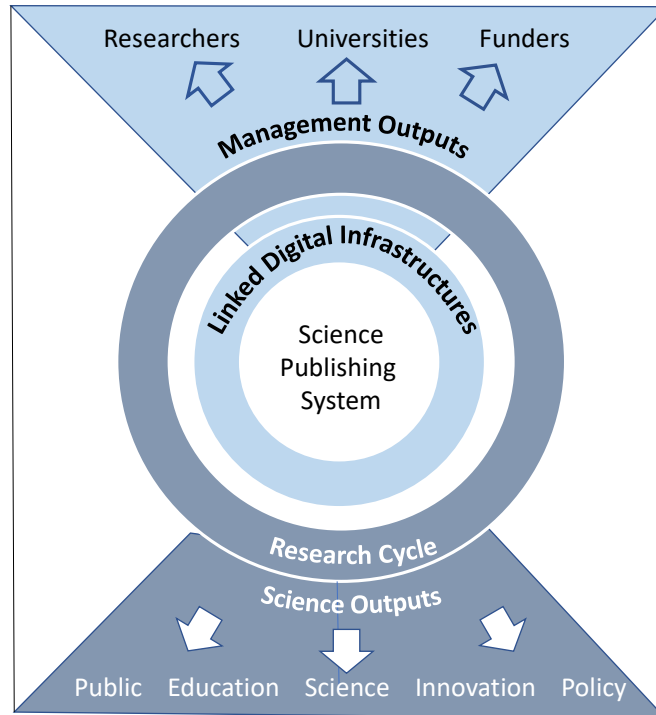 Researchers Universities Funders
Management Outputs
Linked Digital Infrastructures
Science
Publishing
System
Research Cycle
Science Outputs
Public Education Science Innovation Policy